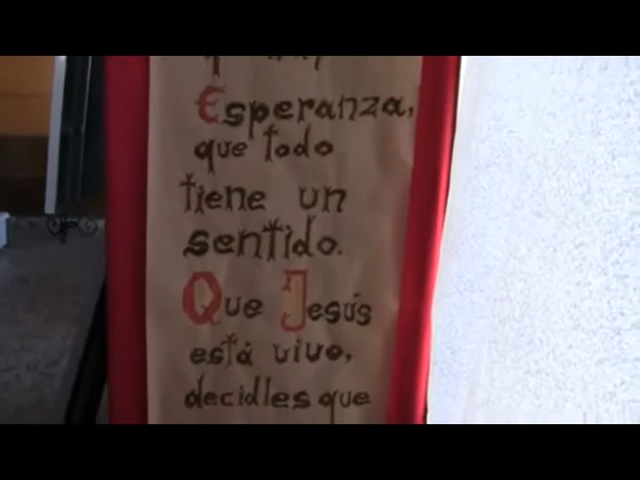 Esperanza,
que todo
tiene un
sentido.
Que Jesús
está vivo,
decidles que